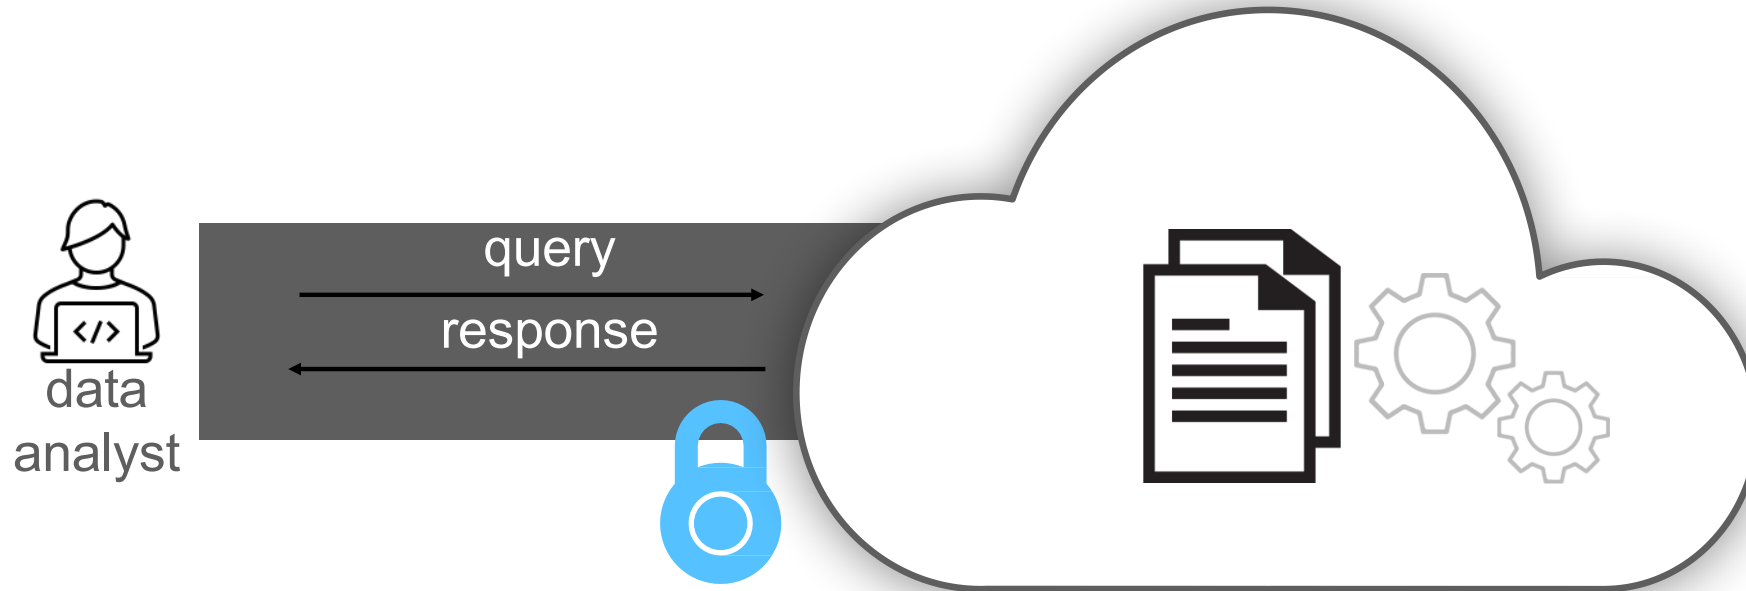 query
response
</>
data
analyst